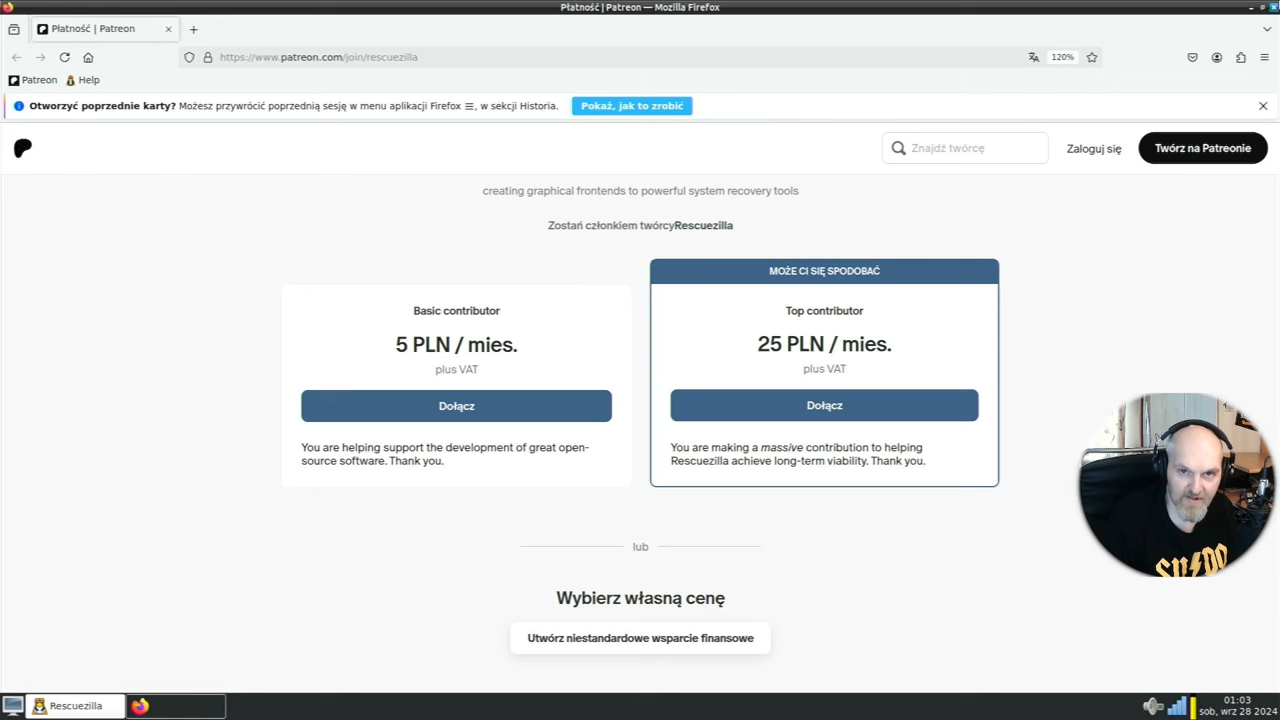 Płatność | Patreon — Mozilla Firefox
Płatność | Patreon
https://www.patreon.com/join/rescuezilla
120%
Patreon
Help
Otworzyć poprzednie karty? Możesz przywrócić poprzednią sesję w menu aplikacji Firefox ☰, w sekcji Historia.
Pokaż, jak to zrobić
Znajdź twórcę
Zaloguj się
Twórz na Patreonie
creating graphical frontends to powerful system recovery tools
Zostań członkiem twórcyRescuezilla
Basic contributor
5 PLN / mies.
plus VAT
Dołącz
You are helping support the development of great open-
source software. Thank you.
MOŻE CI SIĘ SPODOBAĆ
Top contributor
25 PLN / mies.
plus VAT
Dołącz
You are making a massive contribution to helping
Rescuezilla achieve long-term viability. Thank you.
lub
Wybierz własną cenę
Utwórz niestandardowe wsparcie finansowe
Rescuezilla
01:03
sob, wrz 28 2024